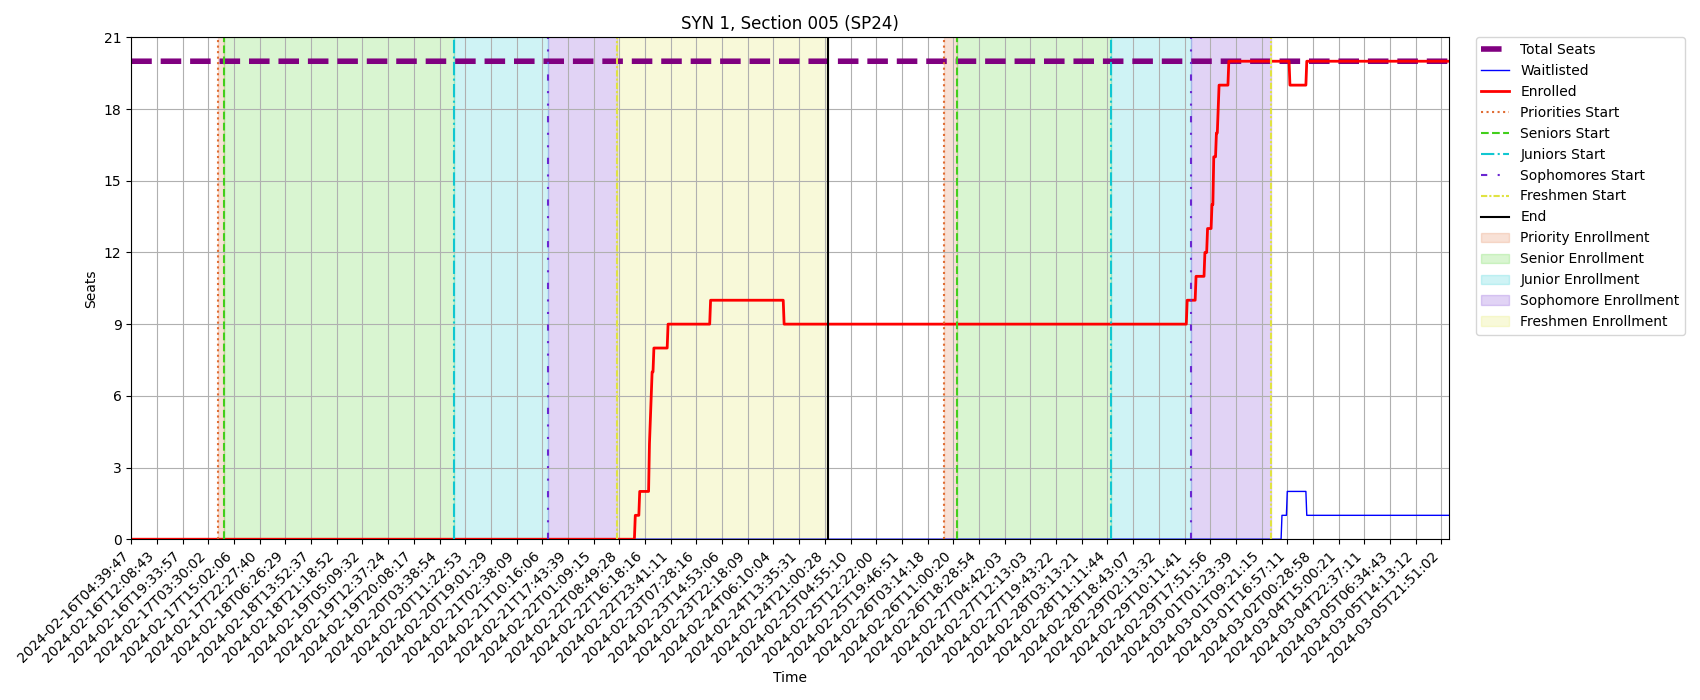 SYN 1, Section 005 (SP24)
21
18
15
12
9
6
3
0
Seats
2024-02-16T04:39:47
2024-02-16T12:08:43
2024-02-16T19:33:57
2024-02-17T03:30:02
2024-02-17T15:02:06
2024-02-17T22:27:40
2024-02-18T06:26:29
2024-02-18T13:52:37
2024-02-18T21:18:52
2024-02-19T05:09:32
2024-02-19T12:37:24
2024-02-19T20:08:17
2024-02-20T03:38:54
2024-02-20T11:22:53
2024-02-20T19:01:29
2024-02-21T02:38:09
2024-02-21T10:16:06
2024-02-21T17:43:39
2024-02-22T01:09:15
2024-02-22T08:49:28
2024-02-22T16:18:16
2024-02-22T23:41:11
2024-02-23T07:28:16
2024-02-23T14:53:06
2024-02-23T22:18:09
2024-02-24T06:10:04
2024-02-24T13:35:31
2024-02-24T21:00:28
2024-02-25T04:55:10
2024-02-25T12:22:00
2024-02-25T19:46:51
2024-02-26T03:14:18
2024-02-26T11:00:20
2024-02-26T18:28:54
2024-02-27T04:42:03
2024-02-27T12:13:03
2024-02-27T19:43:22
2024-02-28T03:13:21
2024-02-28T11:11:44
2024-02-28T18:43:07
2024-02-29T02:13:32
2024-02-29T10:11:41
2024-02-29T17:51:56
2024-03-01T01:23:39
2024-03-01T09:21:15
2024-03-01T16:57:11
2024-03-02T00:28:58
2024-03-04T15:00:21
2024-03-04T22:37:11
2024-03-05T06:34:43
2024-03-05T14:13:12
2024-03-05T21:51:02
Time
Total Seats
Waitlisted
Enrolled
Priorities Start
Seniors Start
Juniors Start
Sophomores Start
Freshmen Start
End
Priority Enrollment
Senior Enrollment
Junior Enrollment
Sophomore Enrollment
Freshmen Enrollment